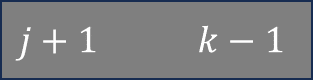 j + 1 k − 1